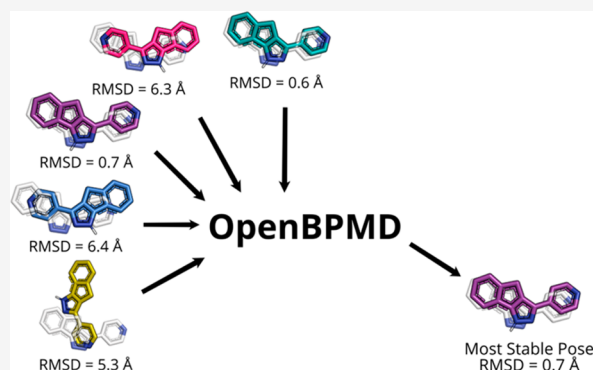 RMSD = 6.3 Å
RMSD = 0.6 Å
RMSD = 0.7 Å
RMSD = 6.4 Å
RMSD = 5.3 Å
OpenBPMD
Most Stable Pose
RMSD = 0.7 Å